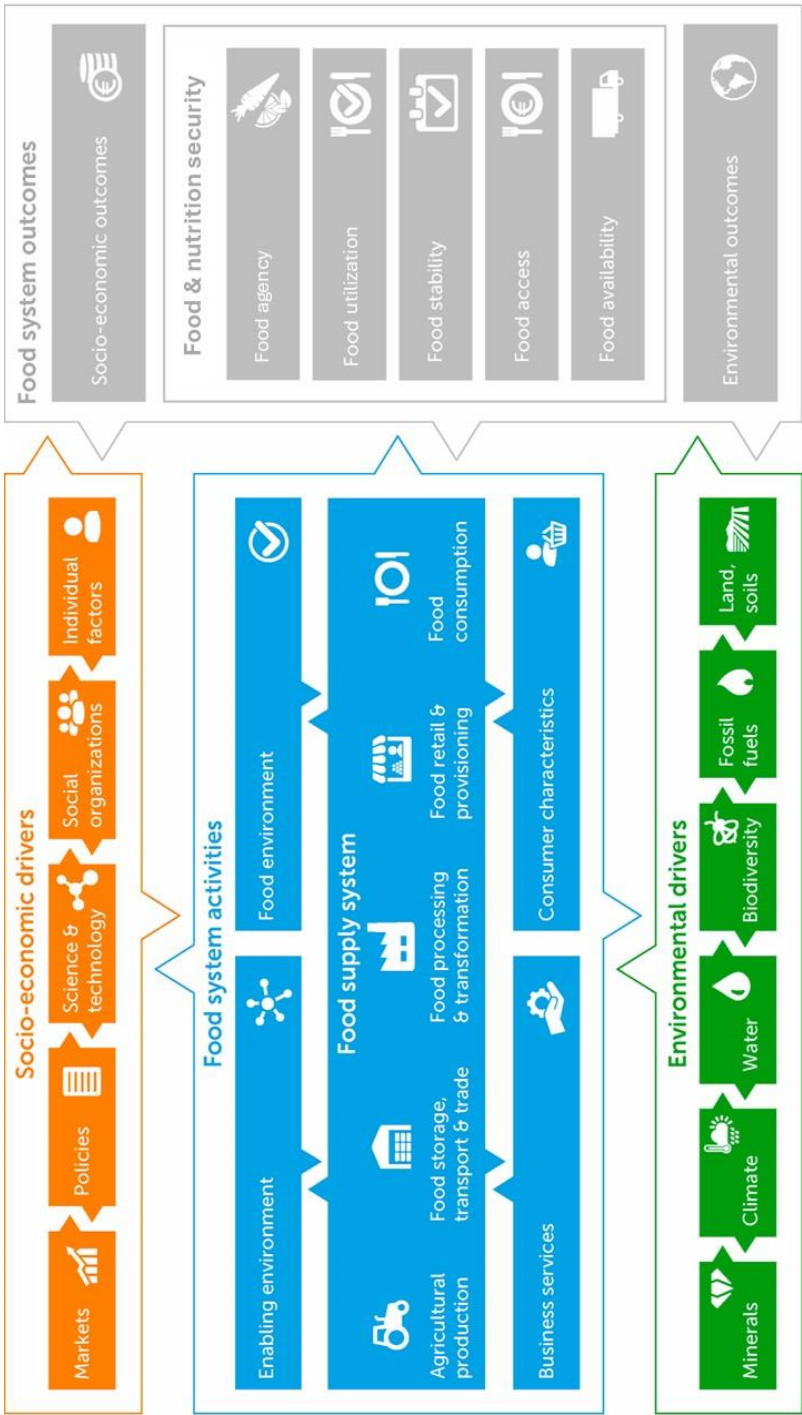 Socio-economic drivers
Markets
Policies
Science &
technology
Social
organizations
Individual
factors
Food system activities
Enabling environment
Food environment
Food supply system
Agricultural
production
Food storage,
transport & trade
Food processing
& transformation
Food retail &
provisioning
Food
consumption
Business services
Consumer characteristics
Environmental drivers
Minerals
Climate
Water
Biodiversity
Fossil
fuels
Land,
soils
Food system outcomes
Socio-economic outcomes
Food & nutrition security
Food agency
Food utilization
Food stability
Food access
Food availability
Environmental outcomes